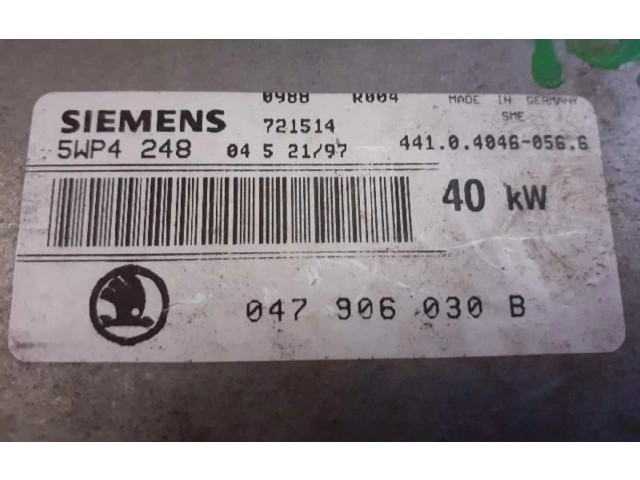 0988 R004 MADE IN GERMANY
SIEMENS 721514 SME
5WP4 248 04 5 21/97 441.0.4046-056.6
40 kW
047 906 030 B